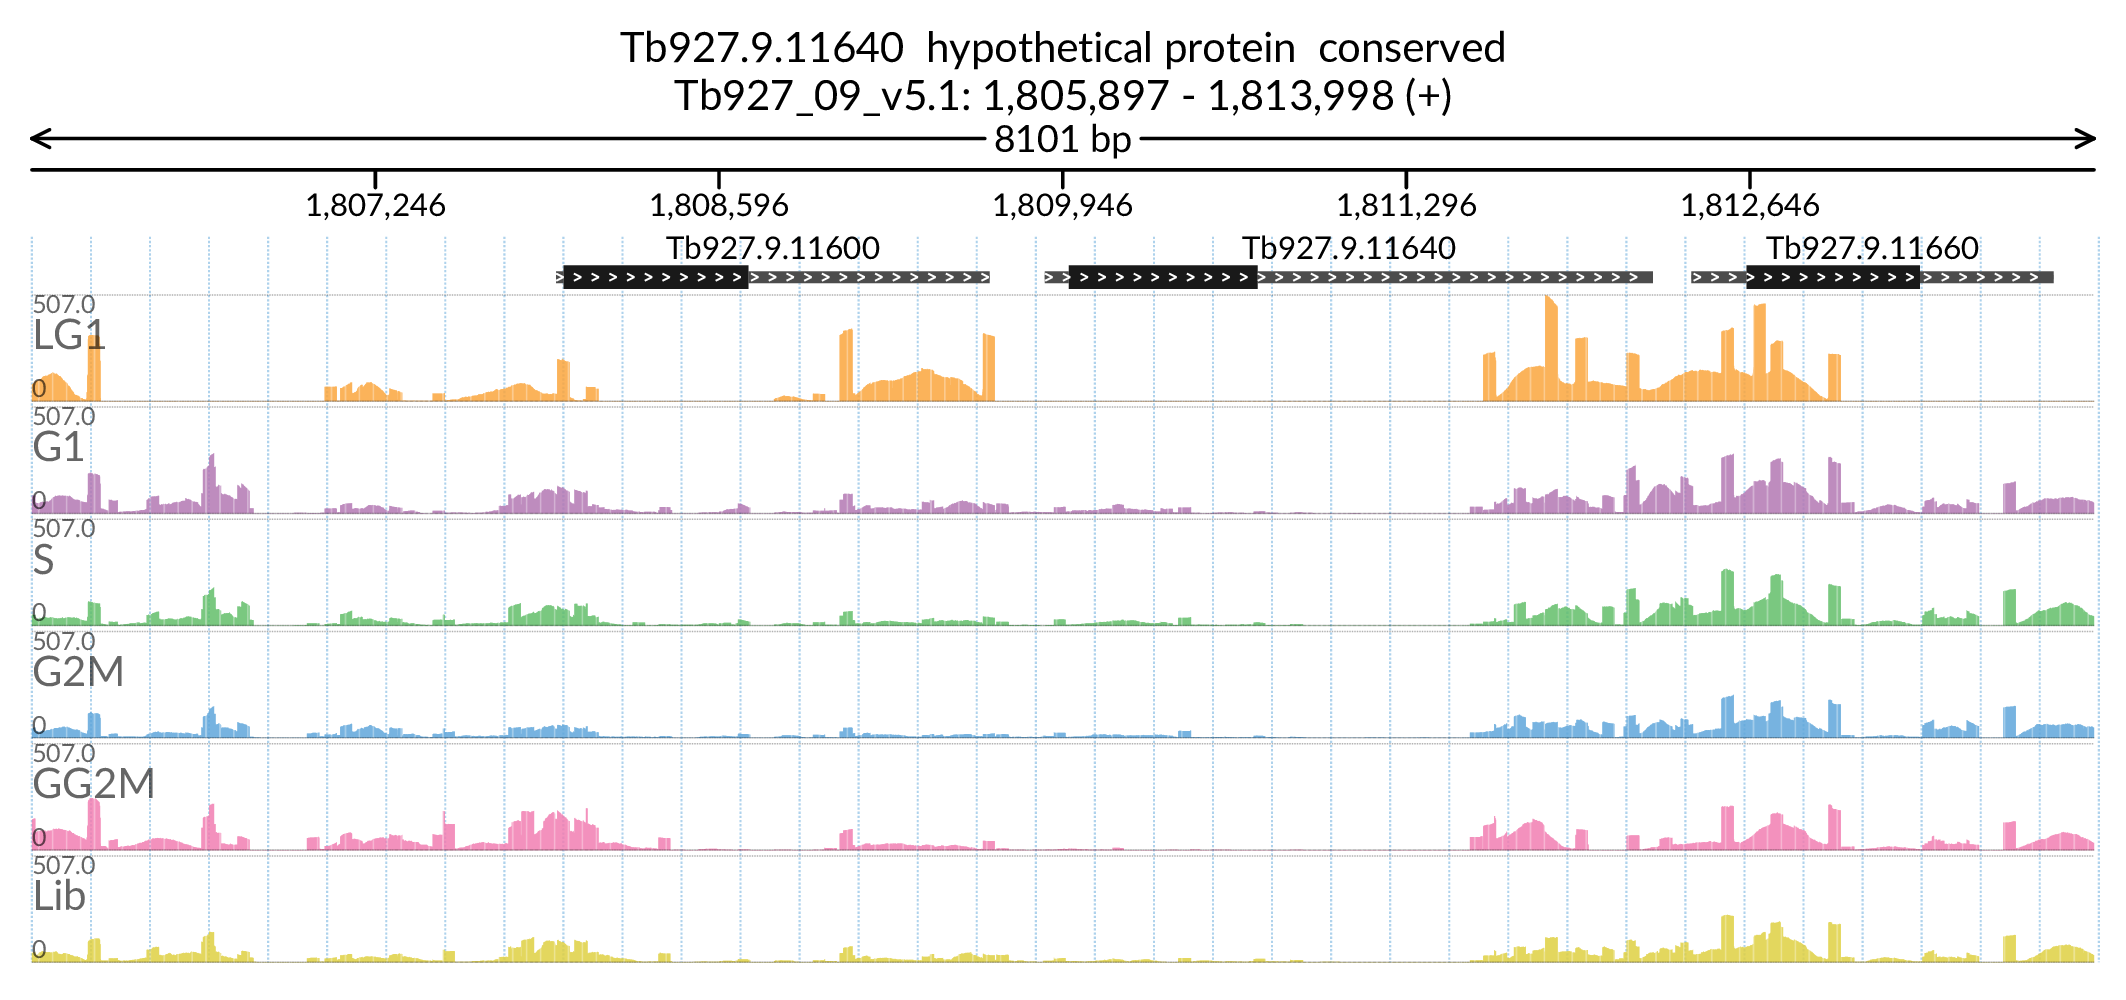 Tb927.9.11640  hypothetical protein  conserved
Tb927_09_v5.1: 1,805,897 - 1,813,998 (+)
8101 bp
1,807,246 1,808,596 1,809,946 1,811,296 1,812,646
Tb927.9.11600 Tb927.9.11640 Tb927.9.11660
507.0
LG1
0
507.0
G1
0
507.0
S
0
507.0
G2M
0
507.0
GG2M
0
507.0
Lib
0